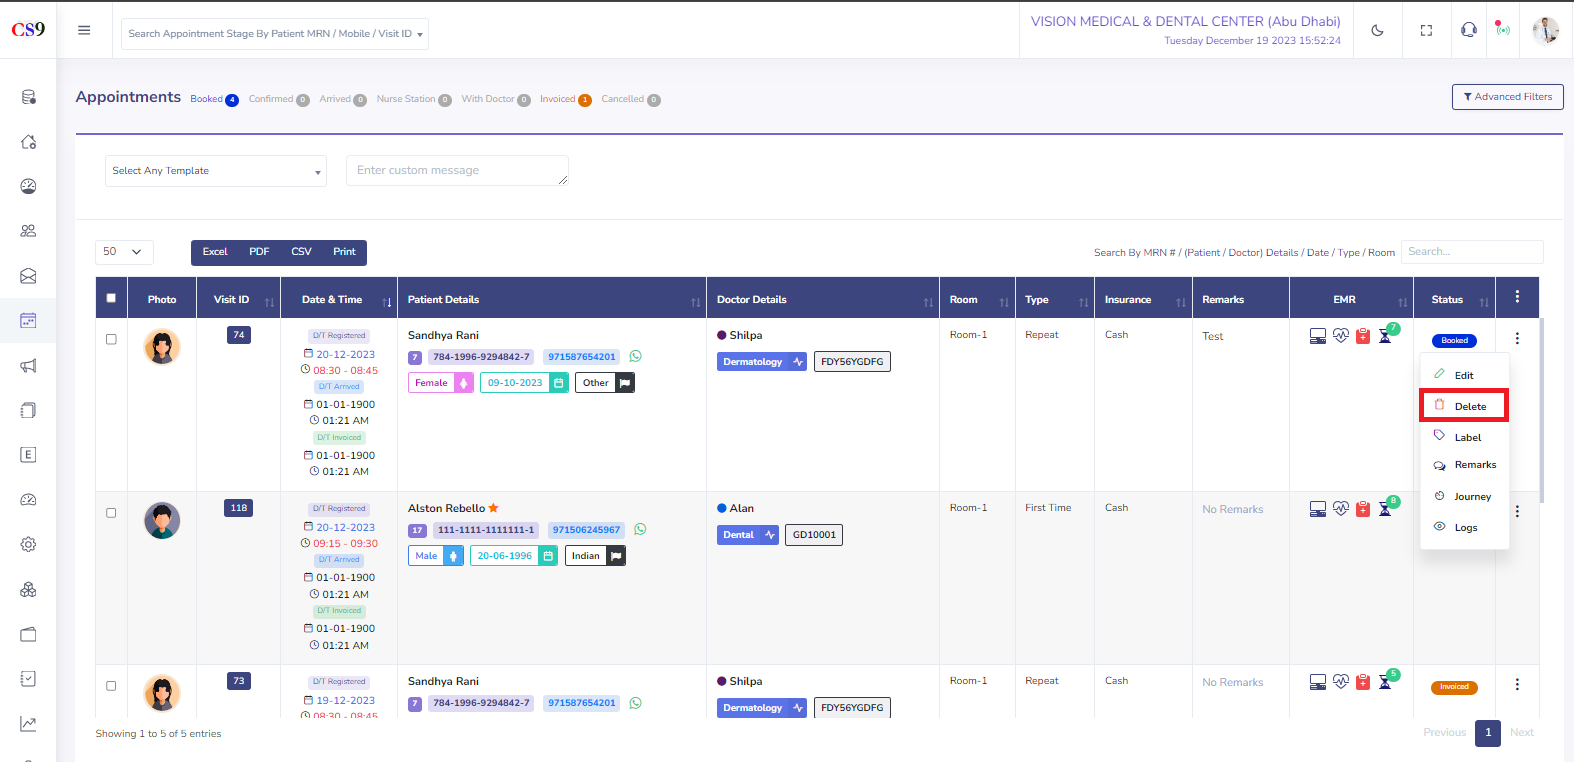 CS9
Search Appointment Stage By Patient MRN / Mobile / Visit ID
VISION MEDICAL & DENTAL CENTER (Abu Dhabi)
Tuesday December 19 2023 15:52:24
Appointments Booked 4 Confirmed 0 Arrived 0 Nurse Station 0 With Doctor 0 Invoiced 1 Cancelled 0
Advanced Filters
Select Any Template
Enter custom message
50 Excel PDF CSV Print
Search By MRN # / (Patient / Doctor) Details / Date / Type / Room Search...
Photo Visit ID Date & Time Patient Details Doctor Details Room Type Insurance Remarks EMR Status
74
D/T Registered
20-12-2023
08:30 - 08:45
D/T Arrived
01-01-1900
01:21 AM
D/T Invoiced
01-01-1900
01:21 AM
Sandhya Rani
7 784-1996-9294842-7 971587654201
Female 09-10-2023 Other
Shilpa
Dermatology FDY56YGDFG
Room-1
Repeat
Cash
Test
7
Booked
Edit
Delete
Label
Remarks
Journey
Logs
118
D/T Registered
20-12-2023
09:15 - 09:30
D/T Arrived
01-01-1900
01:21 AM
D/T Invoiced
01-01-1900
01:21 AM
Alston Rebello
17 111-1111-1111111-1 971506245967
Male 20-06-1996 Indian
Alan
Dental GD10001
Room-1
First Time
Cash
No Remarks
8
73
D/T Registered
19-12-2023
08:30 - 08:45
Sandhya Rani
7 784-1996-9294842-7 971587654201
Shilpa
Dermatology FDY56YGDFG
Room-1
Repeat
Cash
No Remarks
5
Invoiced
Showing 1 to 5 of 5 entries
Previous 1 Next
E